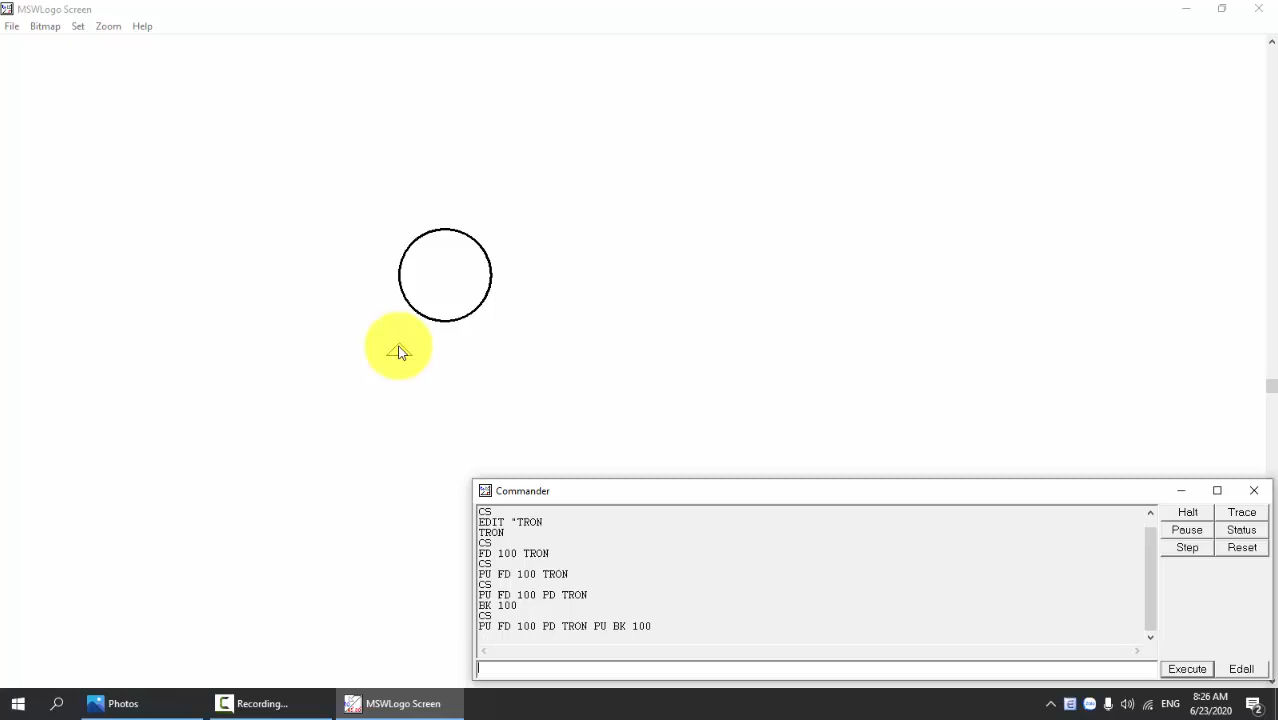 MSWLogo Screen
File Bitmap Set Zoom Help
Commander
CS
EDIT "TRON
TRON
CS
FD 100 TRON
CS
PU FD 100 TRON
CS
PU FD 100 PD TRON
BK 100
CS
PU FD 100 PD TRON PU BK 100
Halt Trace
Pause Status
Step Reset
Execute Edall
Photos Recording... MSWLogo Screen ENG 8:26 AM
6/23/2020
2